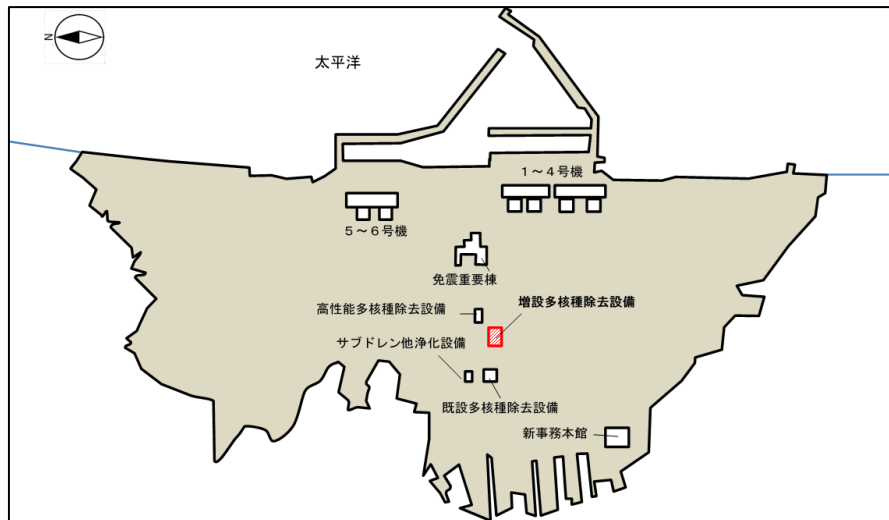 N
太平洋
１～４号機
５～６号機
免震重要棟
高性能多核種除去設備
増設多核種除去設備
サブドレン他浄化設備
既設多核種除去設備
新事務本館